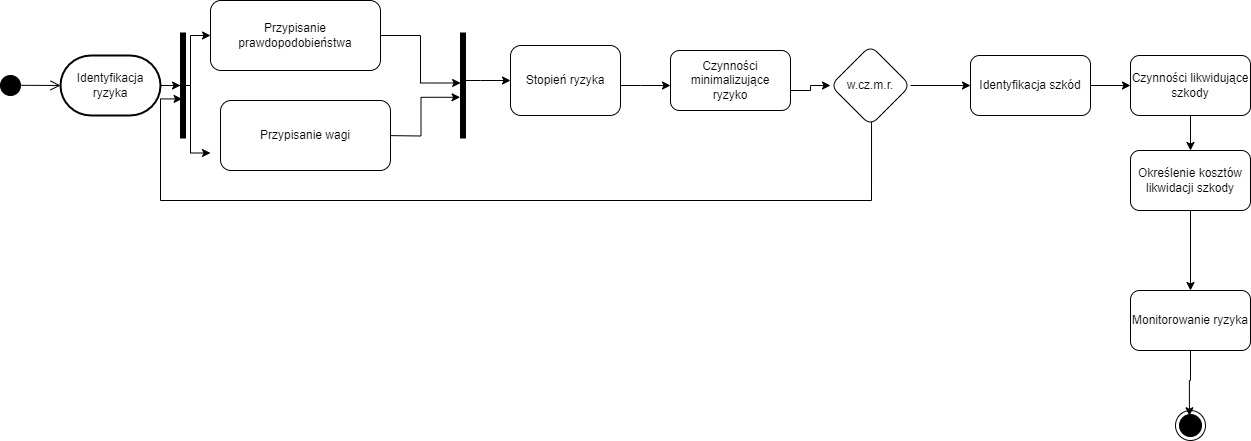 Przypisanie
prawdopodobieństwa
Identyfikacja
ryzyka
Przypisanie wagi
Stopień ryzyka
Czynności
minimalizujące
ryzyko
w.cz.m.r.
Identyfikacja szkód
Czynności likwidujące
szkody
Określenie kosztów
likwidacji szkody
Monitorowanie ryzyka